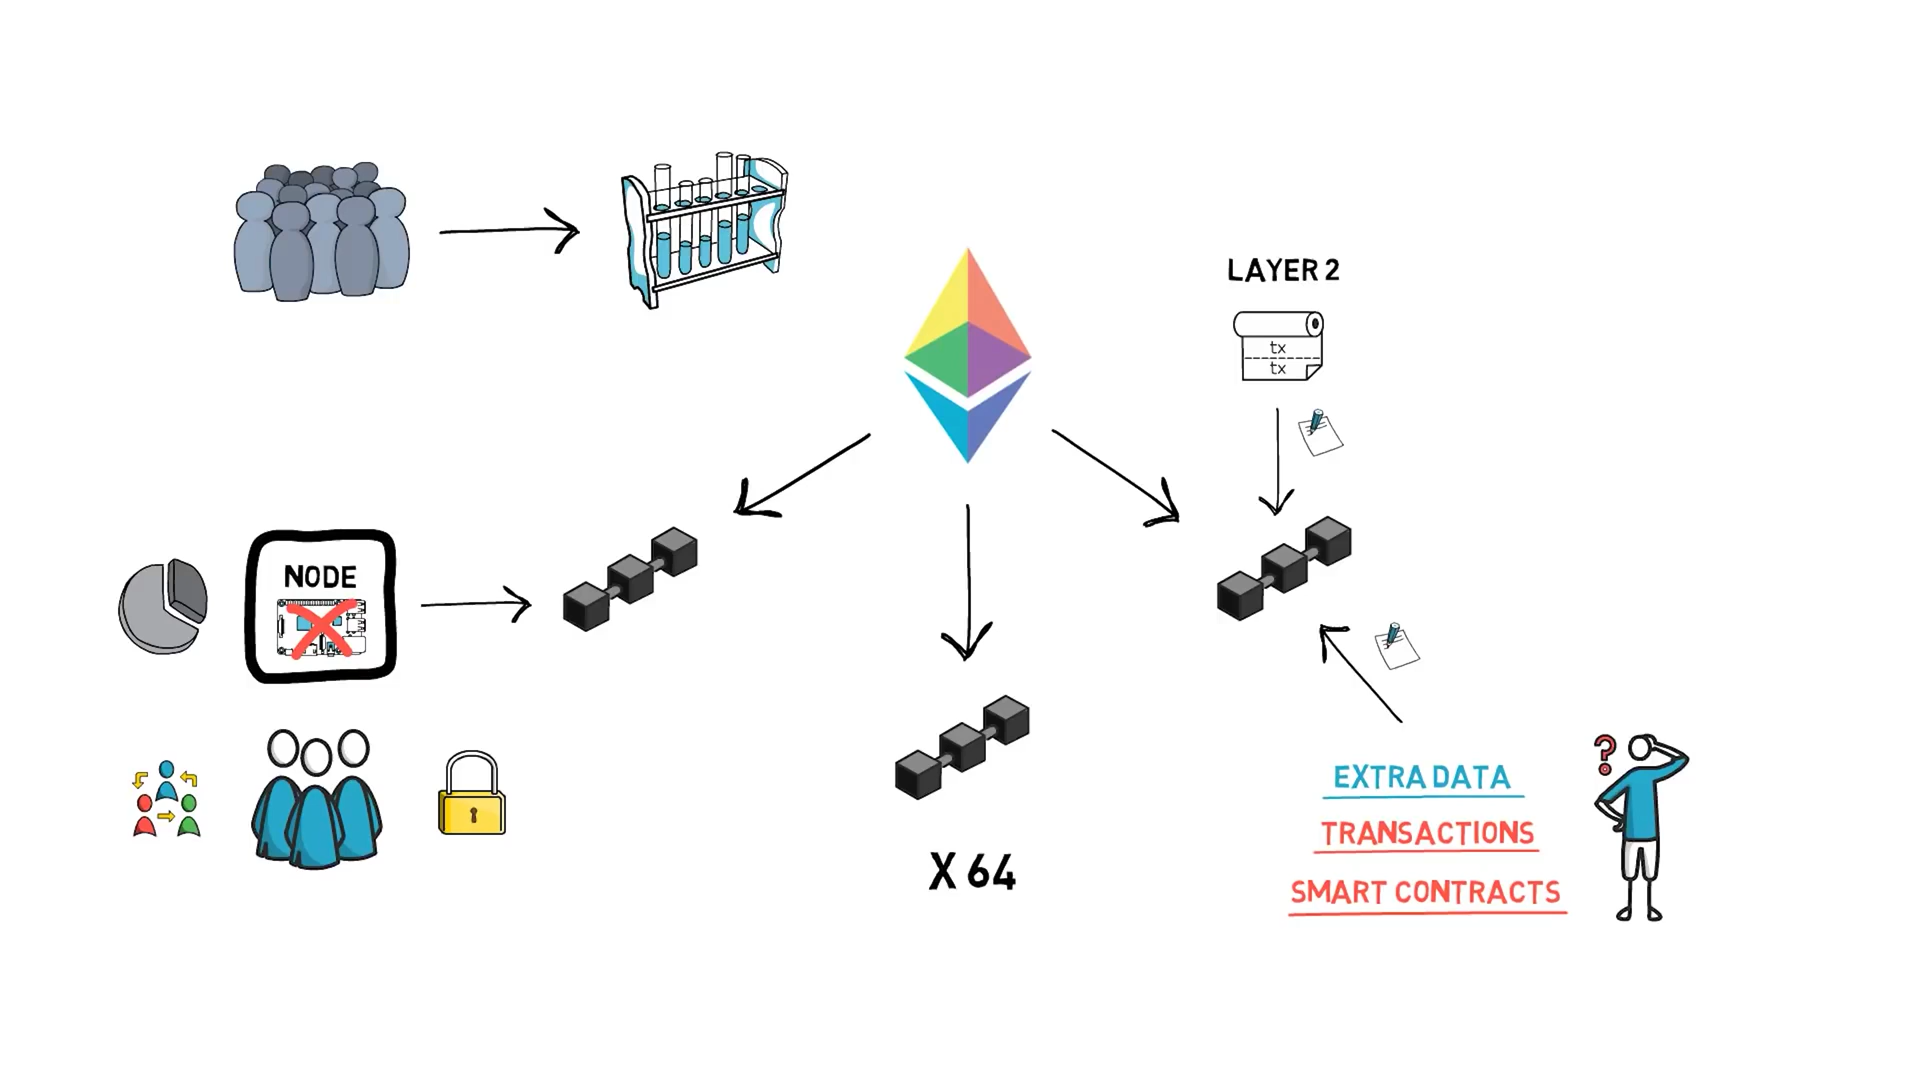 LAYER 2
tx
tx
NODE
X 64
?
EXTRA DATA
TRANSACTIONS
SMART CONTRACTS